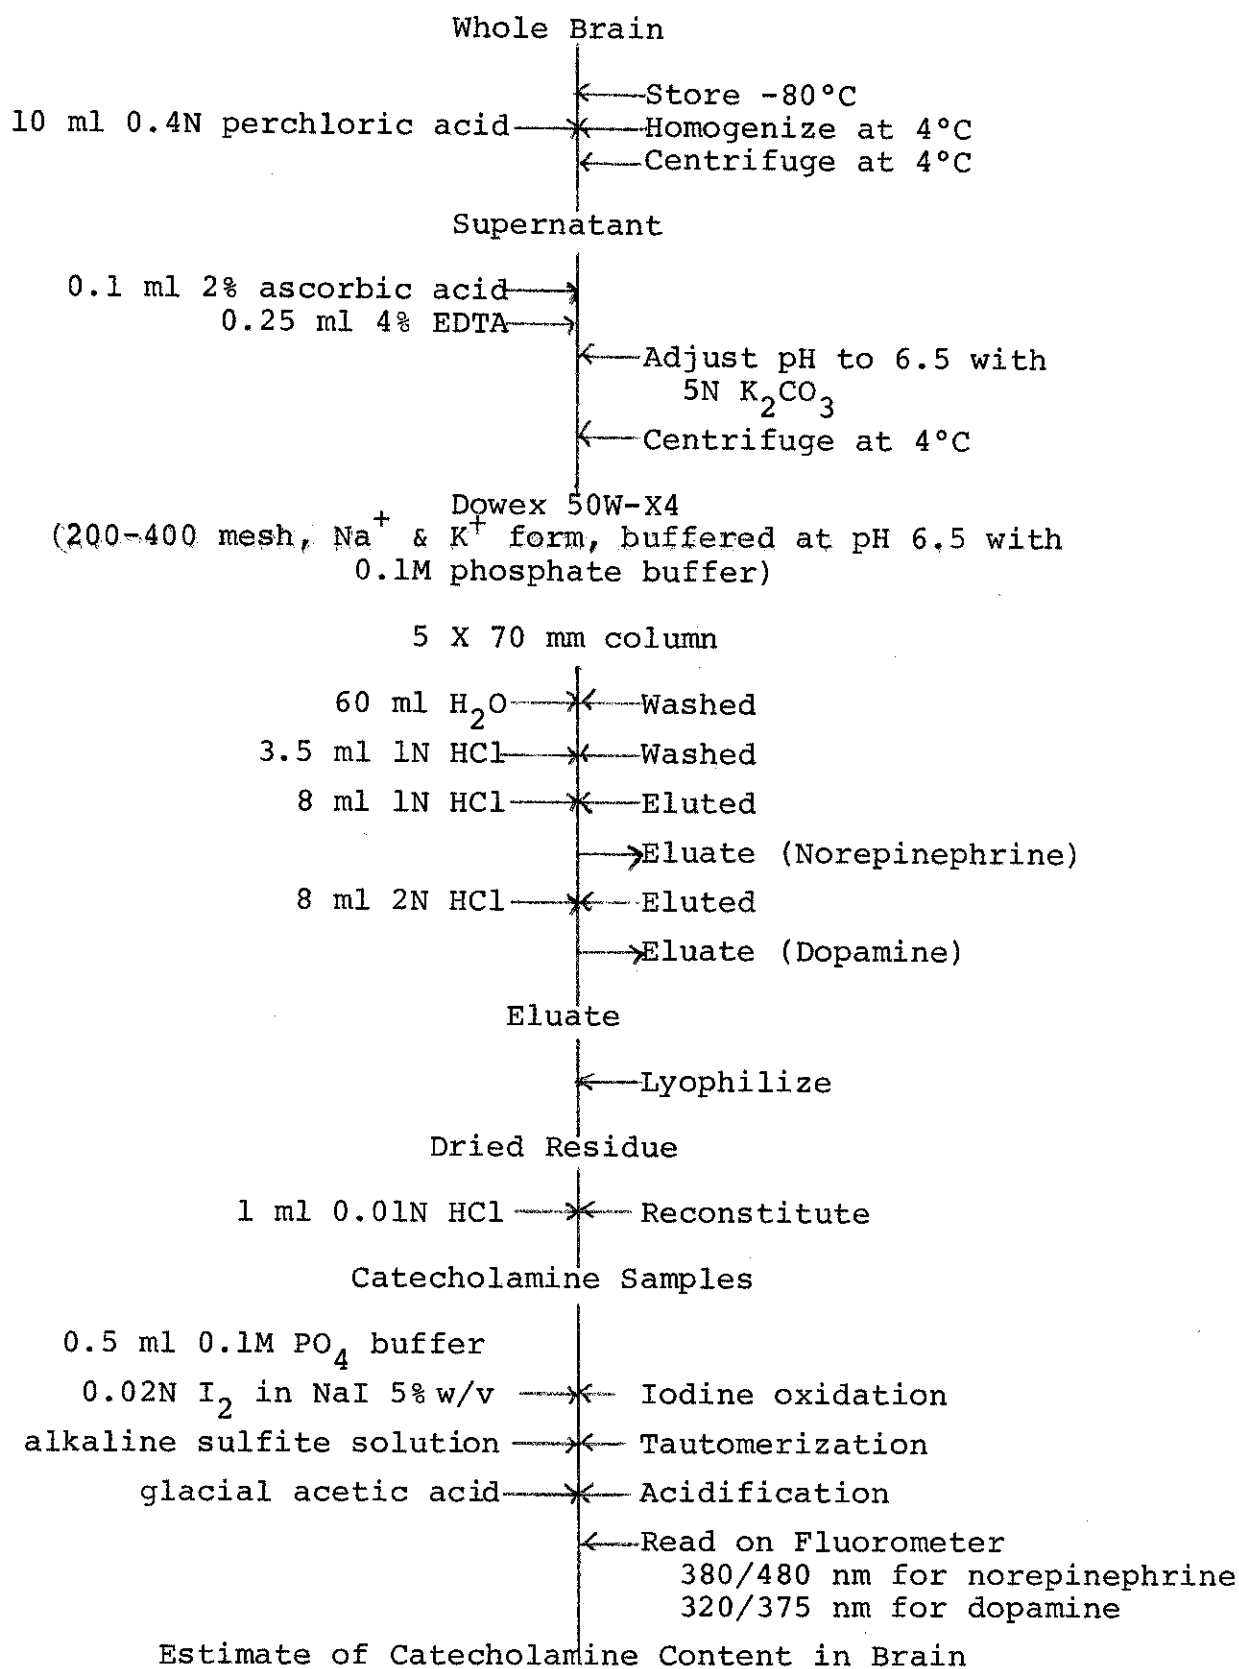 Whole Brain
Store -80°C
10 ml 0.4N perchloric acid Homogenize at 4°C
Centrifuge at 4°C
Supernatant
0.1 ml 2% ascorbic acid
0.25 ml 4% EDTA
Adjust pH to 6.5 with
5N K₂CO₃
Centrifuge at 4°C
Dowex 50W-X4
(200-400 mesh, Na⁺ & K⁺ form, buffered at pH 6.5 with
0.1M phosphate buffer)
5 X 70 mm column
60 ml H₂O Washed
3.5 ml 1N HCl Washed
8 ml 1N HCl Eluted
Eluate (Norepinephrine)
8 ml 2N HCl Eluted
Eluate (Dopamine)
Eluate
Lyophilize
Dried Residue
1 ml 0.01N HCl Reconstitute
Catecholamine Samples
0.5 ml 0.1M PO₄ buffer
0.02N I₂ in NaI 5% w/v Iodine oxidation
alkaline sulfite solution Tautomerization
glacial acetic acid Acidification
Read on Fluorometer
380/480 nm for norepinephrine
320/375 nm for dopamine
Estimate of Catecholamine Content in Brain